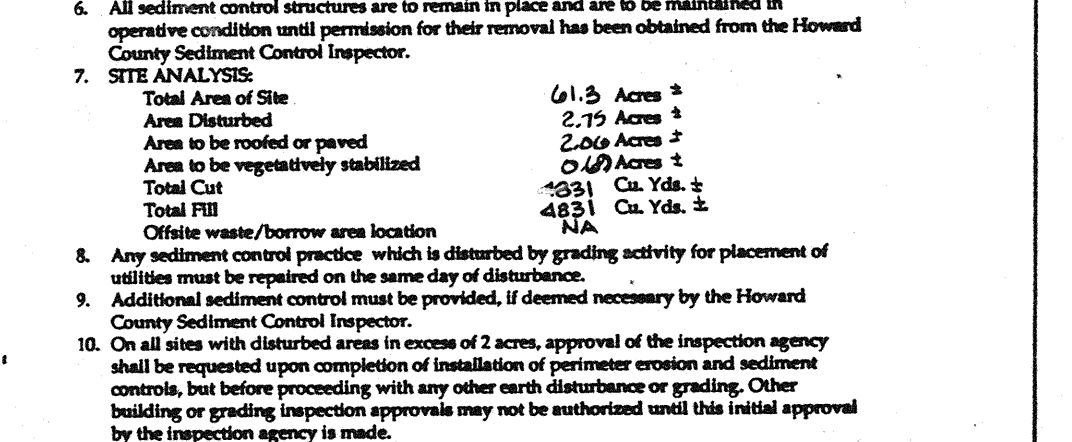 6. All sediment control structures are to remain in place and are to be maintained in
operative condition until permission for their removal has been obtained from the Howard
County Sediment Control Inspector.
7. SITE ANALYSIS:
Total Area of Site 61.3 Acres ±
Area Disturbed 2.75 Acres ±
Area to be roofed or paved 2.06 Acres ±
Area to be vegetatively stabilized Acres ±
Total Cut Cu. Yds. ±
Total Fill 4831 Cu. Yds. ±
Offsite waste/borrow area location NA
8. Any sediment control practice which is disturbed by grading activity for placement of
utilities must be repaired on the same day of disturbance.
9. Additional sediment control must be provided, if deemed necessary by the Howard
County Sediment Control Inspector.
10. On all sites with disturbed areas in excess of 2 acres, approval of the inspection agency
shall be requested upon completion of installation of perimeter erosion and sediment
controls, but before proceeding with any other earth disturbance or grading. Other
building or grading inspection approvals may not be authorized until this initial approval
by the inspection agency is made.